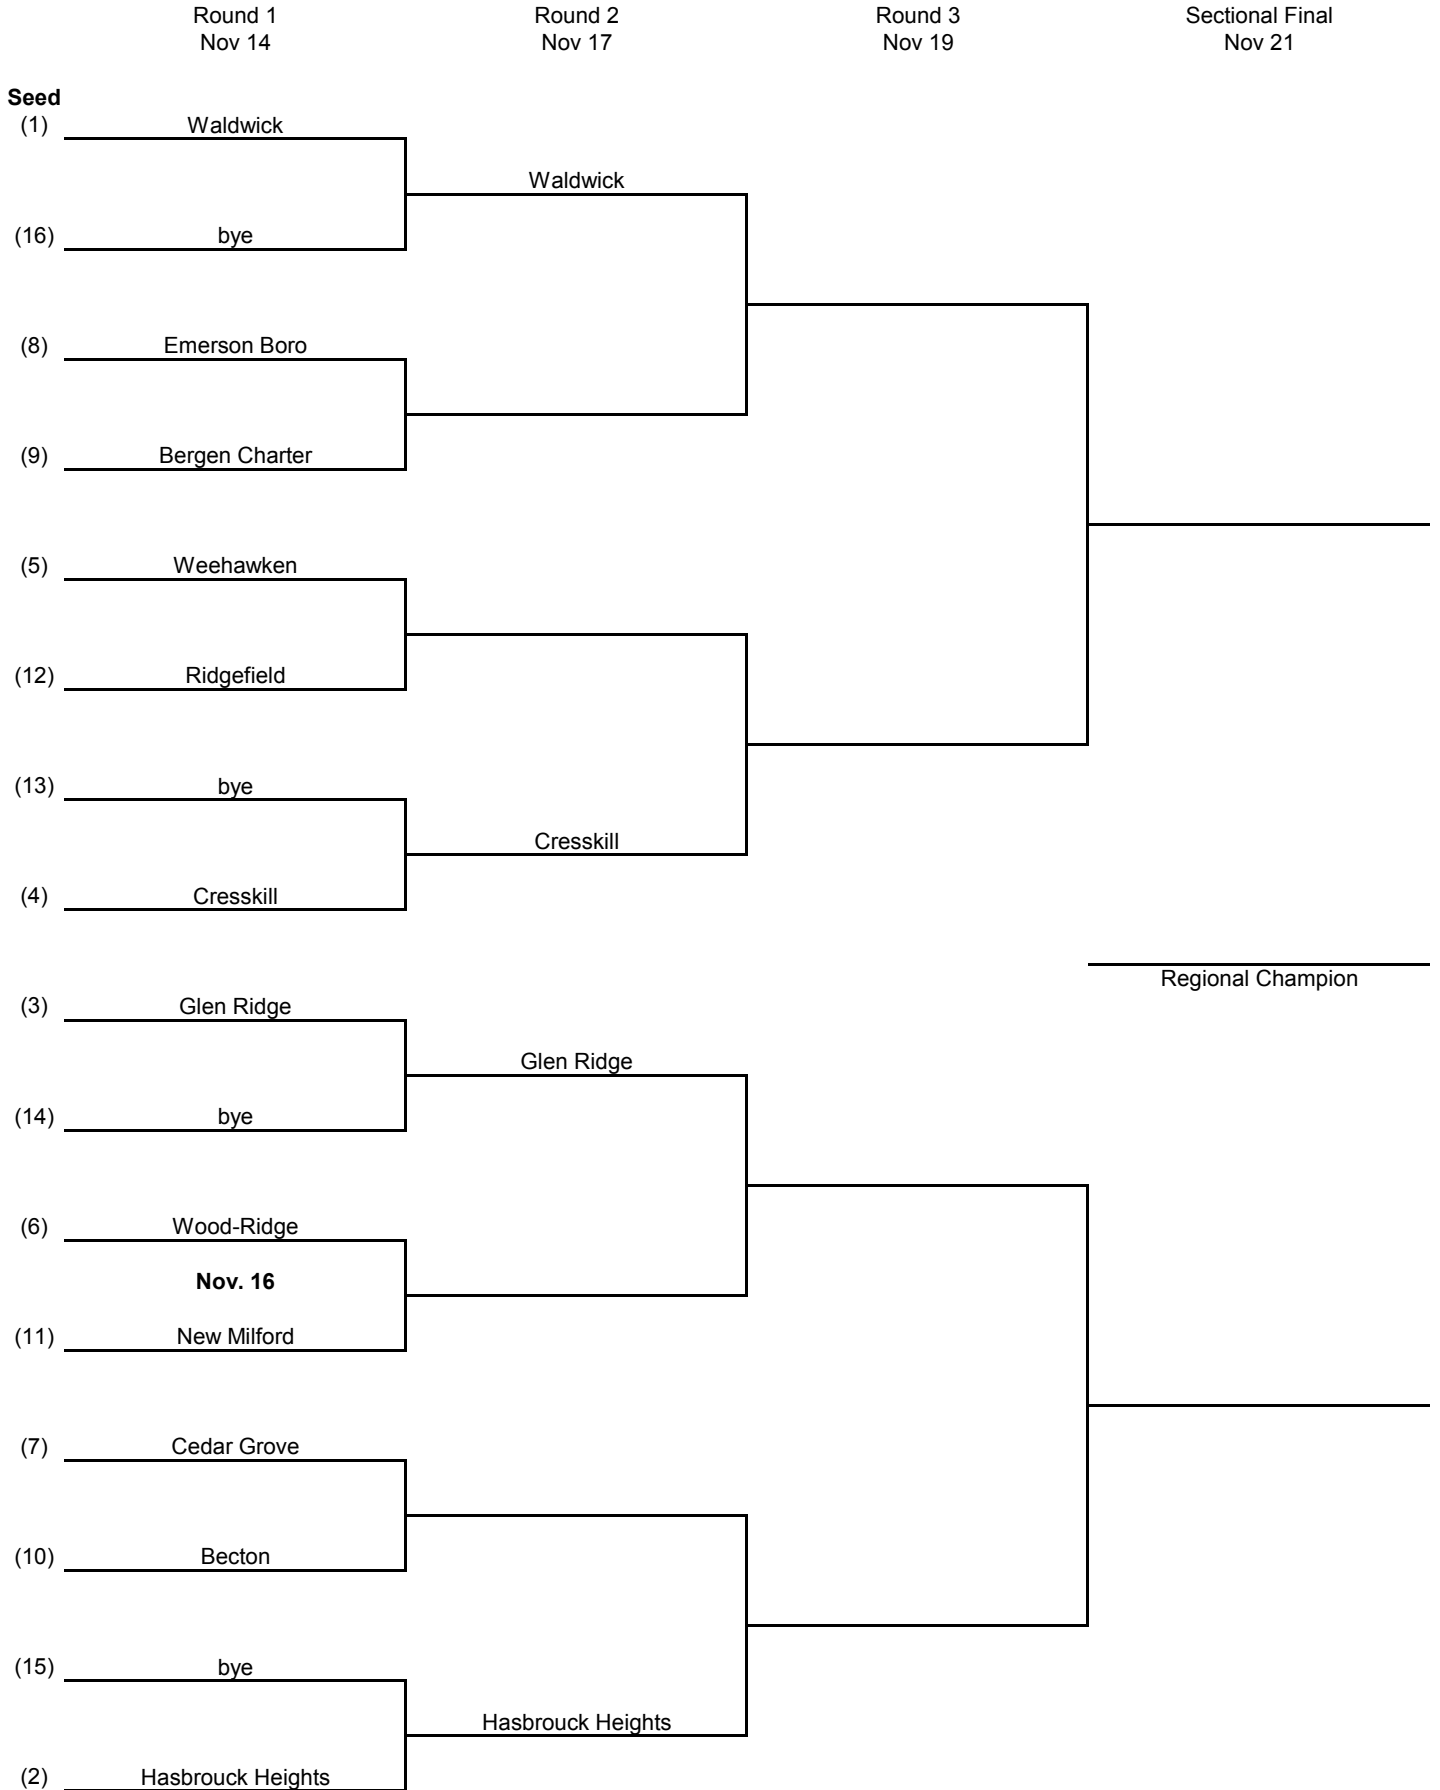 Round 1 Round 2 Round 3 Sectional Final
Nov 14 Nov 17 Nov 19 Nov 21
Seed
(1) Waldwick
Waldwick
(16) bye
(8) Emerson Boro
(9) Bergen Charter
(5) Weehawken
(12) Ridgefield
(13) bye
Cresskill
(4) Cresskill
Regional Champion
(3) Glen Ridge
Glen Ridge
(14) bye
(6) Wood-Ridge
Nov. 16
(11) New Milford
(7) Cedar Grove
(10) Becton
(15) bye
Hasbrouck Heights
(2) Hasbrouck Heights